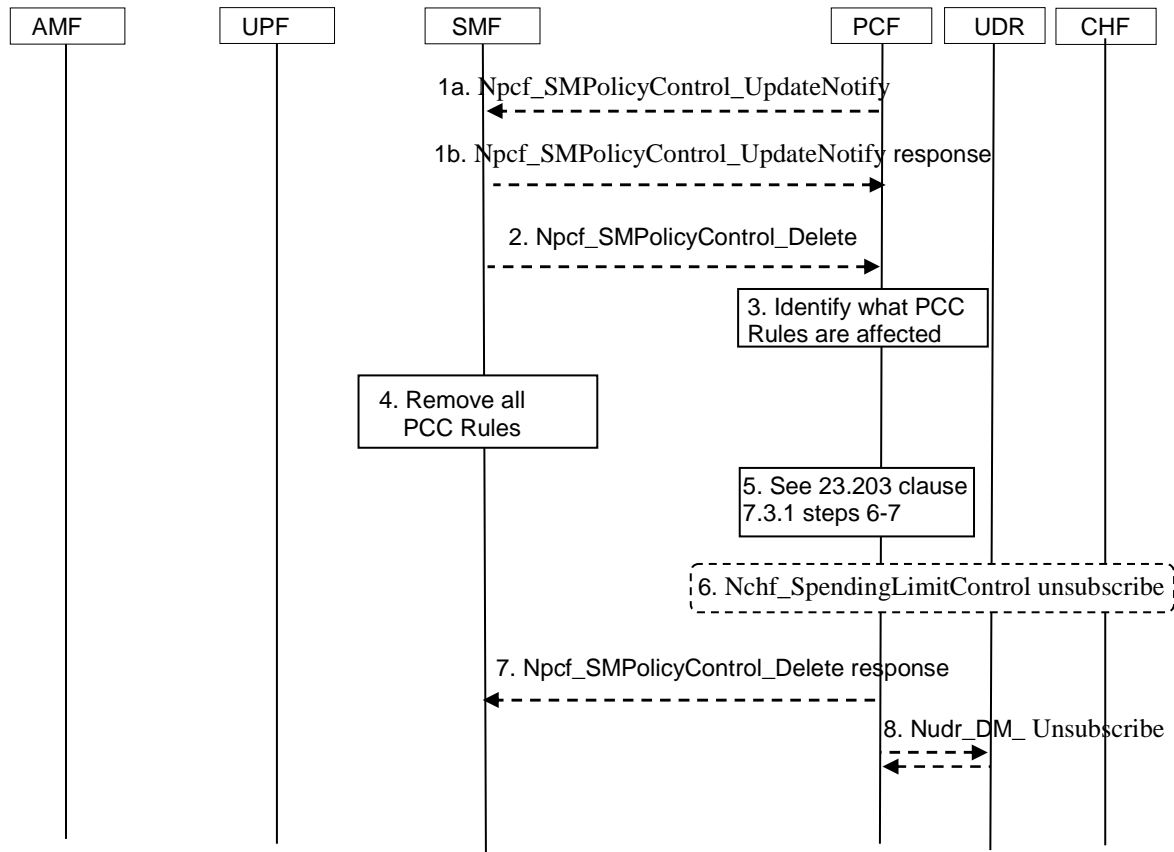 AMF
UPF
SMF
PCF
UDR
CHF
1a. Npcf_SMPolicyControl_UpdateNotify
1b. Npcf_SMPolicyControl_UpdateNotify response
2. Npcf_SMPolicyControl_Delete
3. Identify what PCC
Rules are affected
4. Remove all
PCC Rules
5. See 23.203 clause
7.3.1 steps 6-7
6. Nchf_SpendingLimitControl unsubscribe
7. Npcf_SMPolicyControl_Delete response
8. Nudr_DM_ Unsubscribe